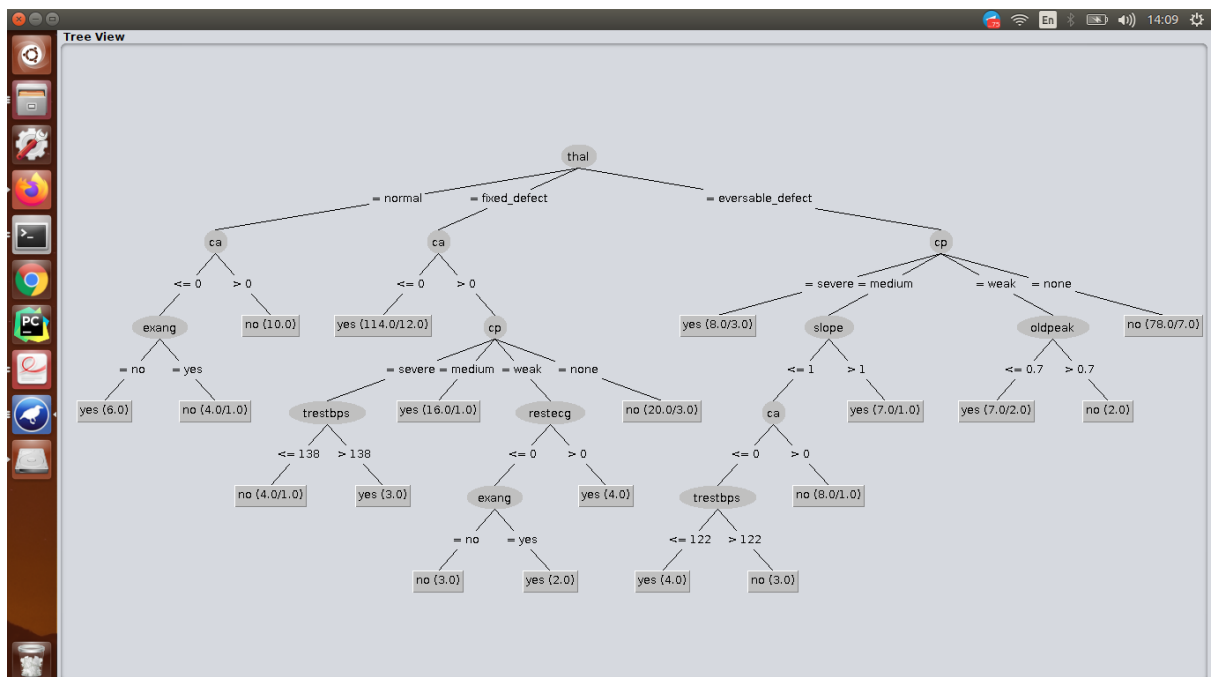 75 En 14:09
Tree View
thal
= normal = fixed_defect = eversable_defect
ca ca cp
<= 0 > 0 <= 0 > 0 = severe = medium = weak = none
exang no (10.0) yes (114.0/12.0) cp yes (8.0/3.0) slope oldpeak no (78.0/7.0)
= no = yes = severe = medium = weak = none <= 1 > 1 <= 0.7 > 0.7
yes (6.0) no (4.0/1.0) trestbps yes (16.0/1.0) restecg no (20.0/3.0) ca yes (7.0/1.0) yes (7.0/2.0) no (2.0)
<= 138 > 138 <= 0 > 0 <= 0 > 0
no (4.0/1.0) yes (3.0) exang yes (4.0) trestbps no (8.0/1.0)
= no = yes <= 122 > 122
no (3.0) yes (2.0) yes (4.0) no (3.0)
PC